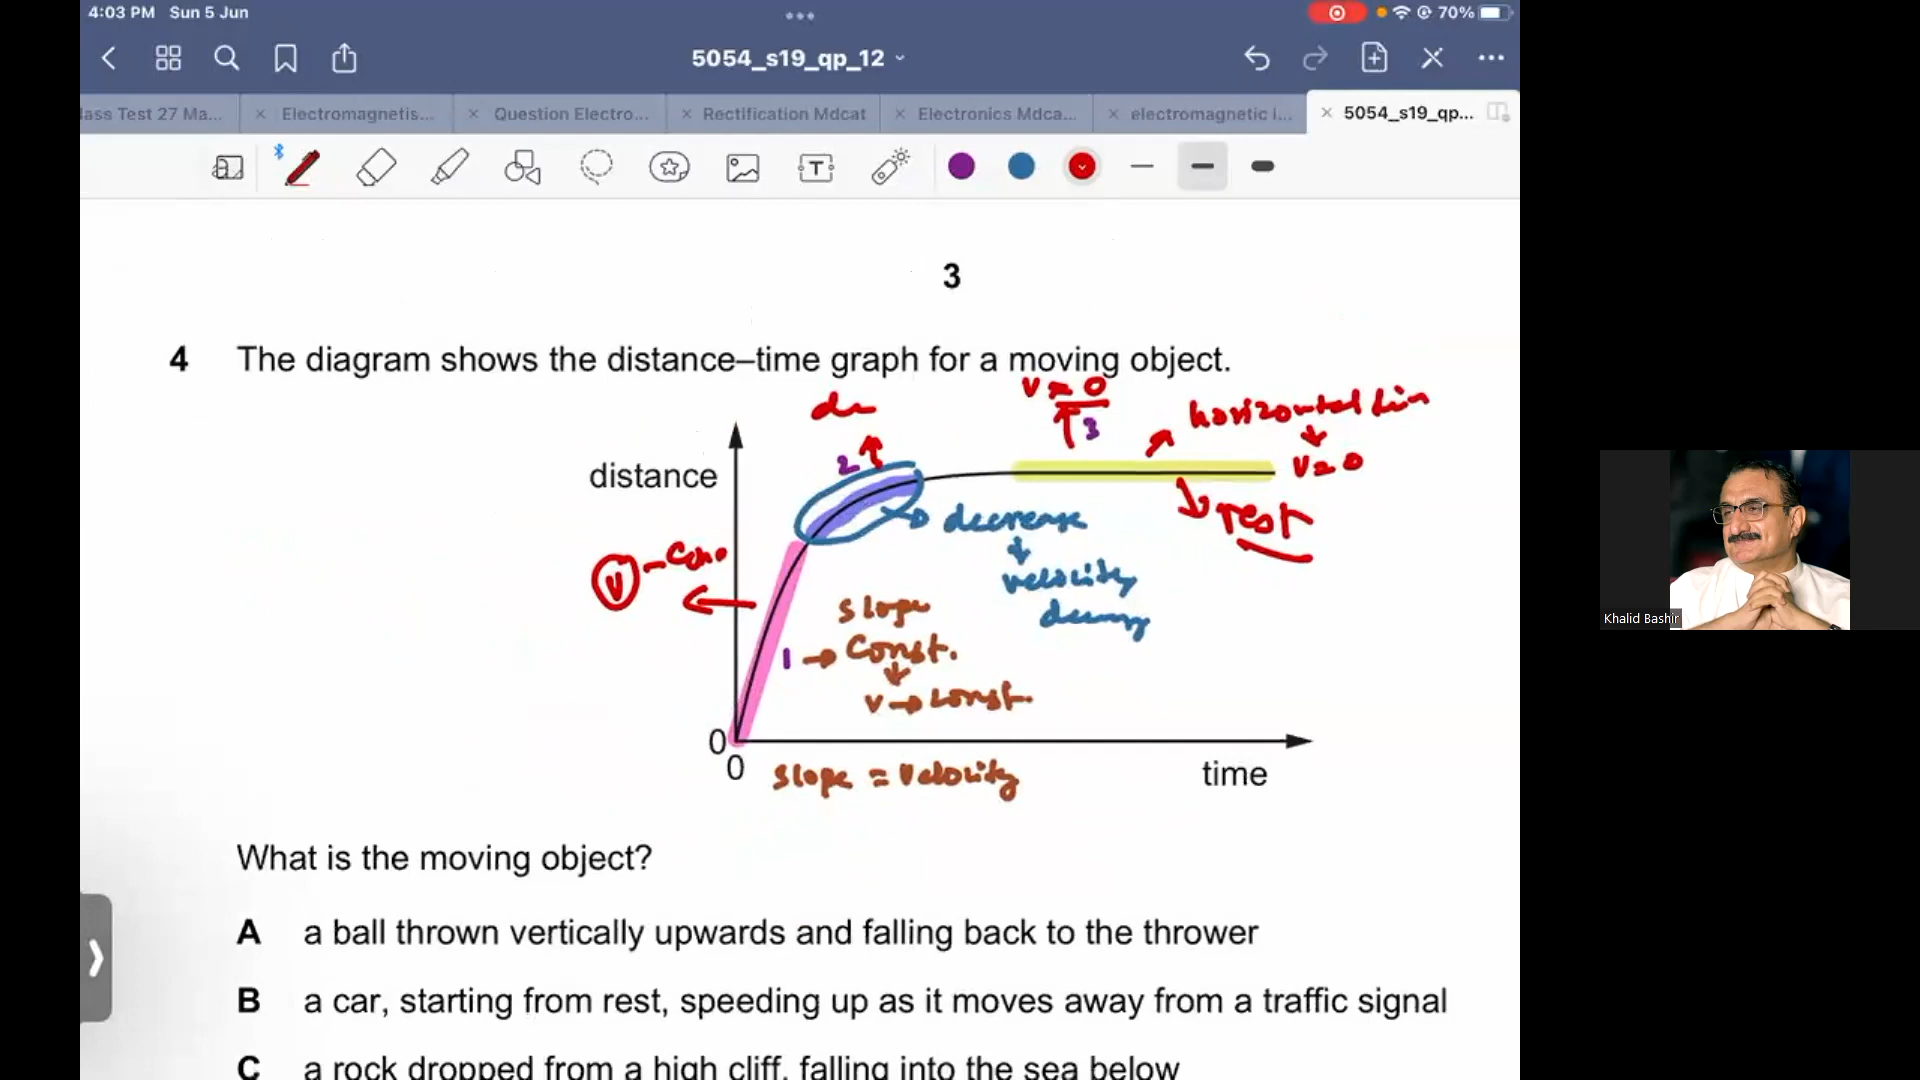 4:03 PM Sun 5 Jun
70%
5054_s19_qp_12
ass Test 27 Ma...
Electromagnetis...
Question Electro...
Rectification Mdcat
Electronics Mdca...
electromagnetic I...
5054_s19_qp...
T
3
4 The diagram shows the distance–time graph for a moving object.
v = 0
horizontal
2
3
v = 0
distance
decrease
rest
V - Con
velocity
slope
1 → Const.
v → const.
0
0
slope = velocity
time
What is the moving object?
A a ball thrown vertically upwards and falling back to the thrower
B a car, starting from rest, speeding up as it moves away from a traffic signal
C a rock dropped from a high cliff, falling into the sea below
Khalid Bashir